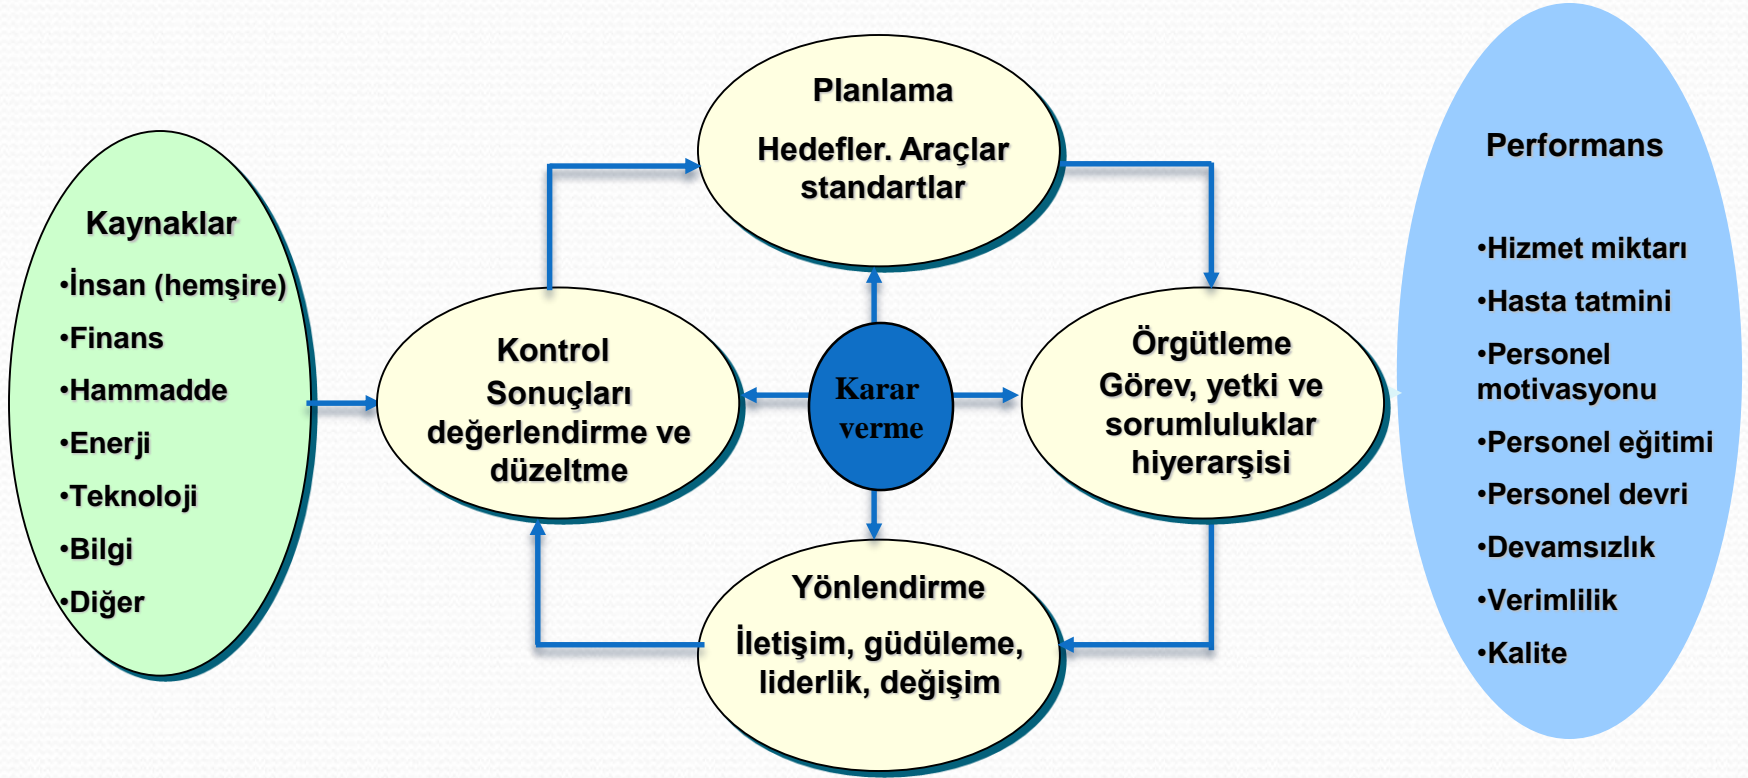 Kaynaklar
•İnsan (hemşire)
•Finans
•Hammadde
•Enerji
•Teknoloji
•Bilgi
•Diğer
Planlama
Hedefler. Araçlar
standartlar
Kontrol
Sonuçları
değerlendirme ve
düzeltme
Karar
verme
Örgütleme
Görev, yetki ve
sorumluluklar
hiyerarşisi
Yönlendirme
İletişim, güdüleme,
liderlik, değişim
Performans
•Hizmet miktarı
•Hasta tatmini
•Personel
motivasyonu
•Personel eğitimi
•Personel devri
•Devamsızlık
•Verimlilik
•Kalite